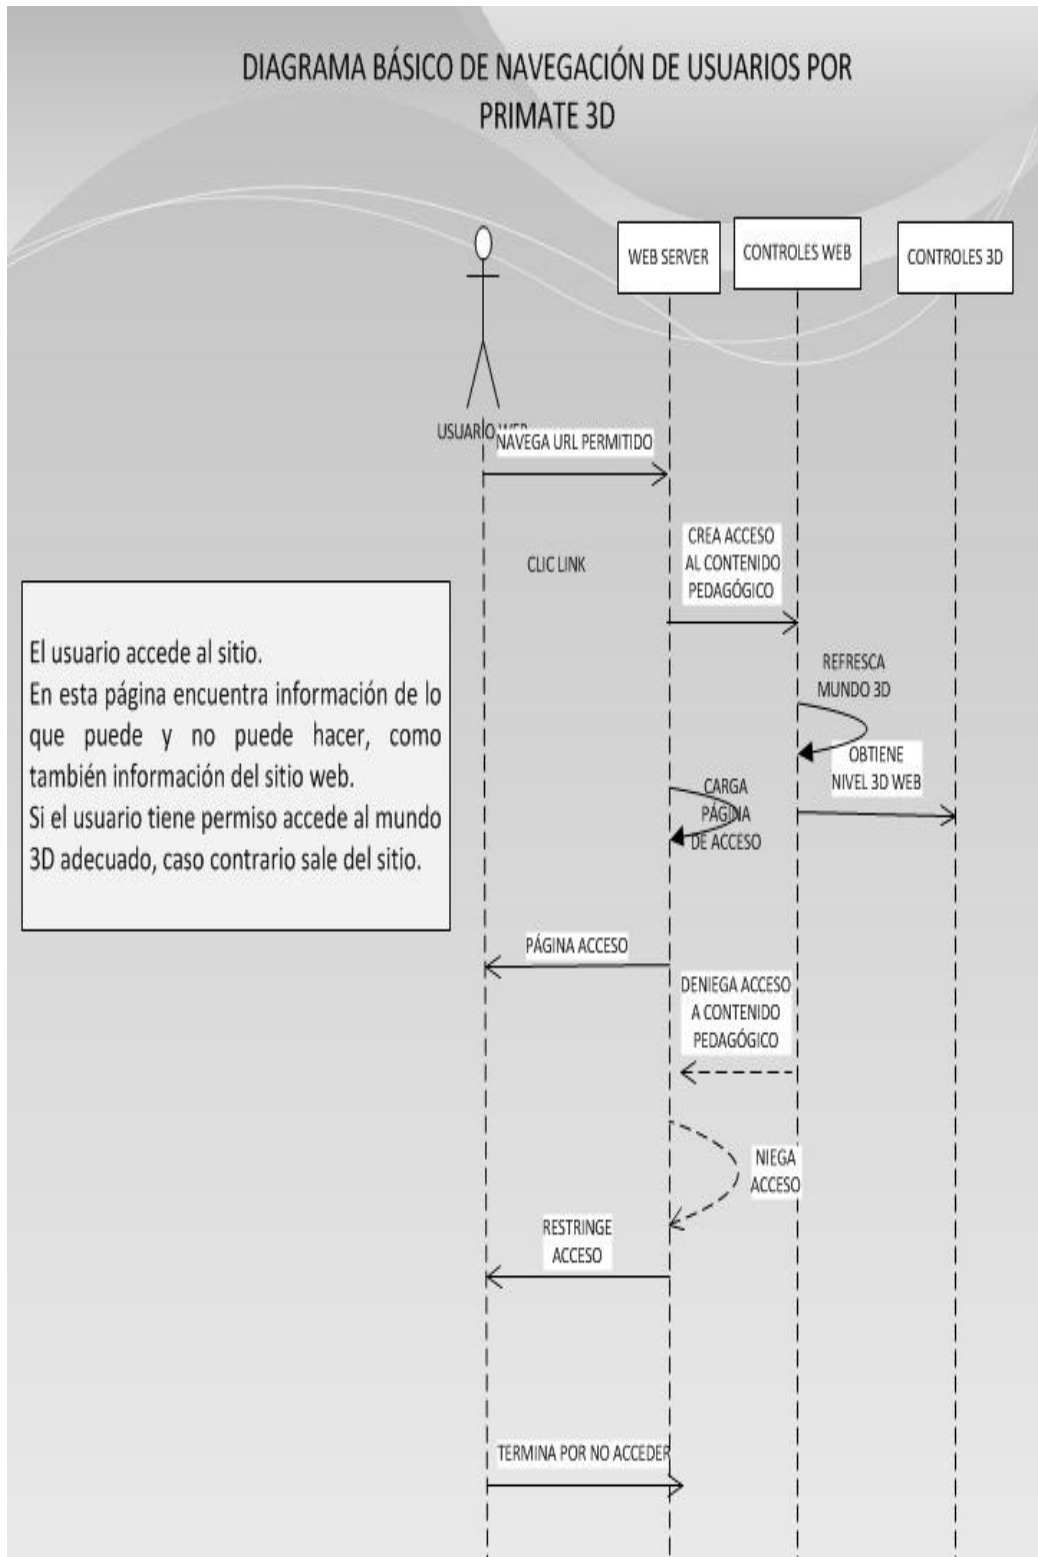 DIAGRAMA BÁSICO DE NAVEGACIÓN DE USUARIOS POR
PRIMATE 3D
WEB SERVER
CONTROLES WEB
CONTROLES 3D
USUARIO WEB
NAVEGA URL PERMITIDO
CREA ACCESO
AL CONTENIDO
PEDAGÓGICO
CLIC LINK
El usuario accede al sitio.
En esta página encuentra información de lo
que puede y no puede hacer, como
también información del sitio web.
Si el usuario tiene permiso accede al mundo
3D adecuado, caso contrario sale del sitio.
REFRESCA
MUNDO 3D
OBTIENE
NIVEL 3D WEB
CARGA
PÁGINA
DE ACCESO
PÁGINA ACCESO
DENIEGA ACCESO
A CONTENIDO
PEDAGÓGICO
NIEGA
ACCESO
RESTRINGE
ACCESO
TERMINA POR NO ACCEDER